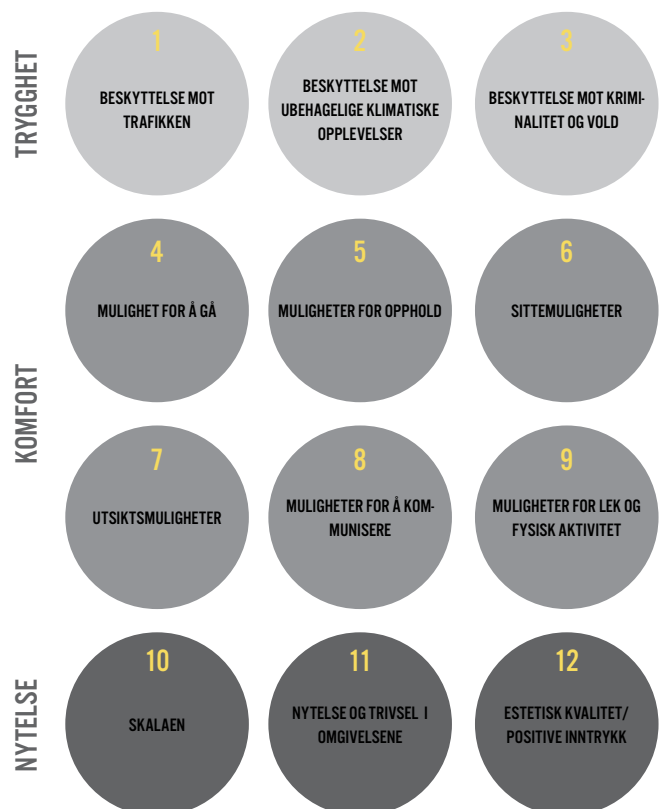 TRYGGHET
1
BESKYTTELSE MOT
TRAFIKKEN
2
BESKYTTELSE MOT
UBEHAGELIGE KLIMATISKE
OPPLEVELSER
3
BESKYTTELSE MOT KRIMI-
NALITET OG VOLD
KOMFORT
4
MULIGHET FOR Å GÅ
5
MULIGHETER FOR OPPHOLD
6
SITTEMULIGHETER
7
UTSIKTSMULIGHETER
8
MULIGHETER FOR Å KOM-
MUNISERE
9
MULIGHETER FOR LEK OG
FYSISK AKTIVITET
NYTELSE
10
SKALAEN
11
NYTELSE OG TRIVSEL I
OMGIVELSENE
12
ESTETISK KVALITET/
POSITIVE INNTRYKK